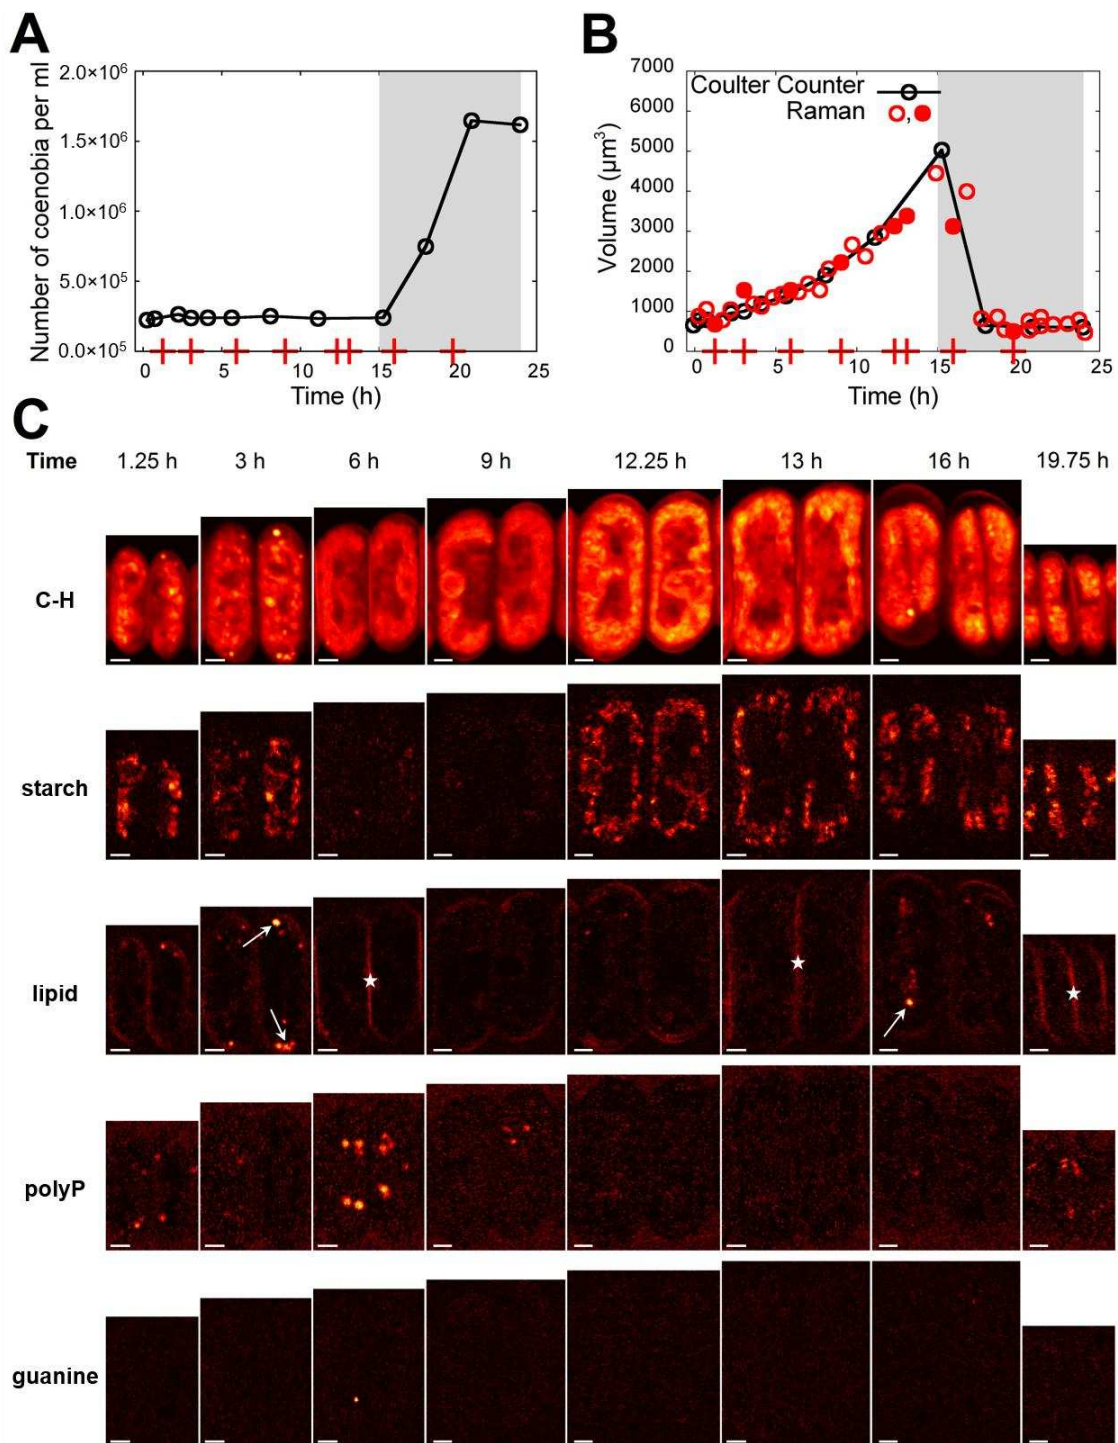 A
B
Number of coenobia per ml
2.0×10⁶
1.5×10⁶
1.0×10⁶
5.0×10⁵
0.0×10⁵
0 5 10 15 20 25
Time (h)
Volume (µm³)
7000
6000
5000
4000
3000
2000
1000
0
Coulter Counter
Raman ,
0 5 10 15 20 25
Time (h)
C
Time 1.25 h 3 h 6 h 9 h 12.25 h 13 h 16 h 19.75 h
C-H
starch
lipid
polyP
guanine